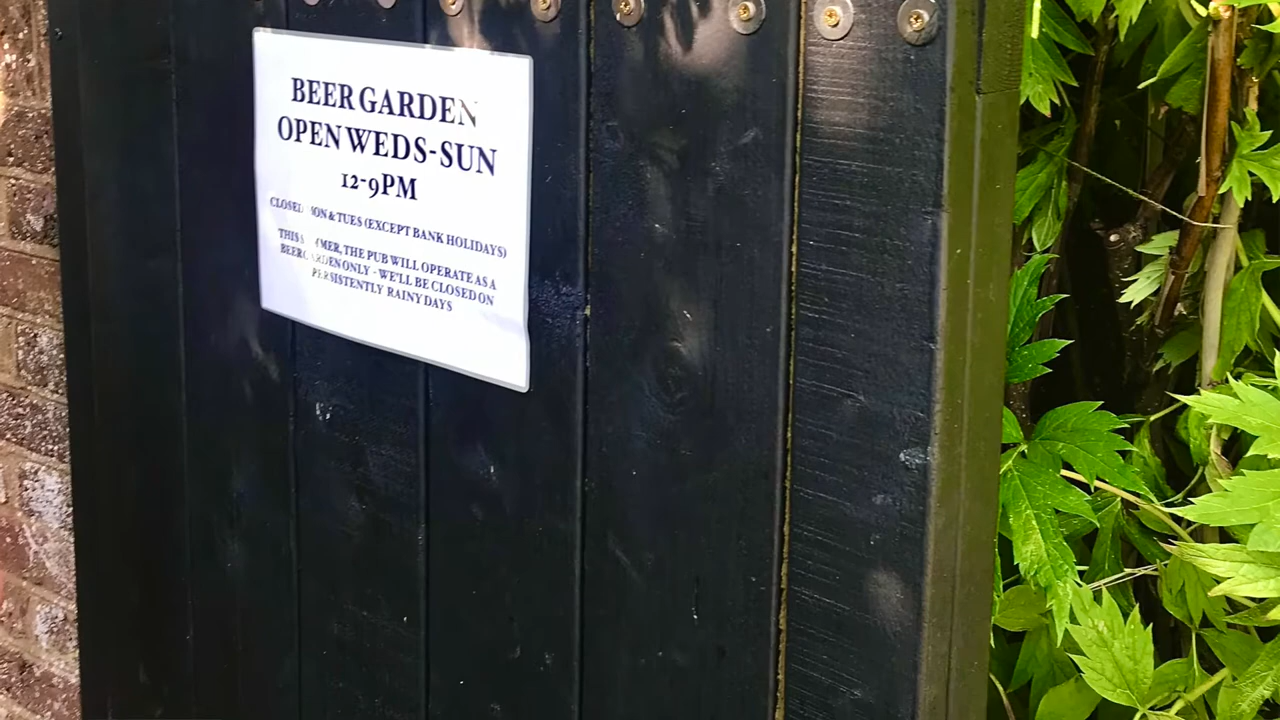 BEER GARDEN
OPEN WEDS-SUN
12-9PM
CLOSED MON & TUES (EXCEPT BANK HOLIDAYS)
THIS SUMMER, THE PUB WILL OPERATE AS A
BEER GARDEN ONLY - WE'LL BE CLOSED ON
PERSISTENTLY RAINY DAYS